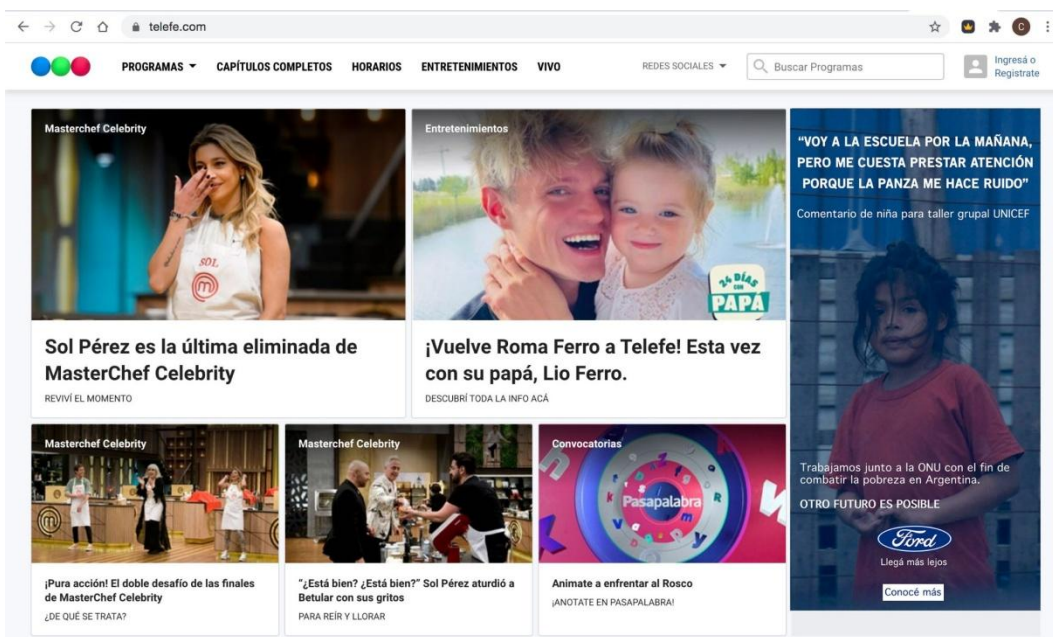 telefe.com
C
PROGRAMAS
CAPÍTULOS COMPLETOS
HORARIOS
ENTRETENIMIENTOS
VIVO
REDES SOCIALES
Buscar Programas
Ingresá o
Registrate
Masterchef Celebrity
SOL
m
Sol Pérez es la última eliminada de
MasterChef Celebrity
REVIVÍ EL MOMENTO
Entretenimientos
24 DÍAS
CON
PAPÁ
¡Vuelve Roma Ferro a Telefe! Esta vez
con su papá, Lio Ferro.
DESCUBRÍ TODA LA INFO ACÁ
Masterchef Celebrity
¡Pura acción! El doble desafío de las finales
de MasterChef Celebrity
¿DE QUÉ SE TRATA?
Masterchef Celebrity
“¿Está bien? ¿Está bien?” Sol Pérez aturdió a
Betular con sus gritos
PARA REÍR Y LLORAR
Convocatorias
Pasapalabra
Animate a enfrentar al Rosco
¡ANOTATE EN PASAPALABRA!
“VOY A LA ESCUELA POR LA MAÑANA,
PERO ME CUESTA PRESTAR ATENCIÓN
PORQUE LA PANZA ME HACE RUIDO”
Comentario de niña para taller grupal UNICEF
Trabajamos junto a la ONU con el fin de
combatir la pobreza en Argentina.
OTRO FUTURO ES POSIBLE
Ford
Llegá más lejos
Conocé más